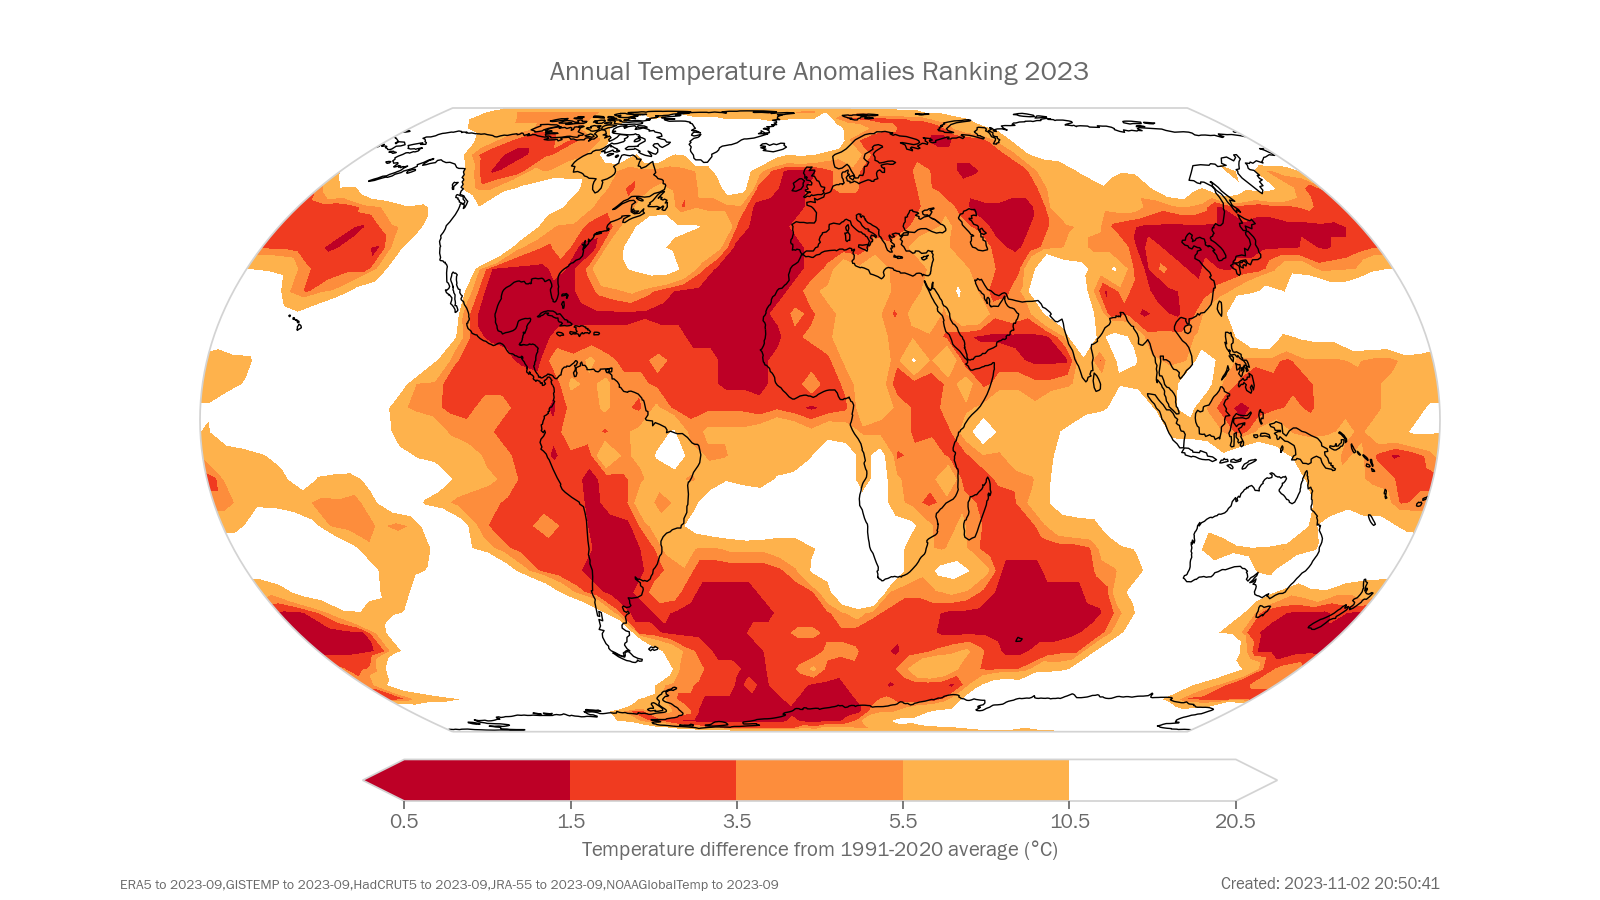 Annual Temperature Anomalies Ranking 2023
0.5 1.5 3.5 5.5 10.5 20.5
Temperature difference from 1991-2020 average (°C)
ERA5 to 2023-09,GISTEMP to 2023-09,HadCRUT5 to 2023-09,JRA-55 to 2023-09,NOAAGlobalTemp to 2023-09
Created: 2023-11-02 20:50:41